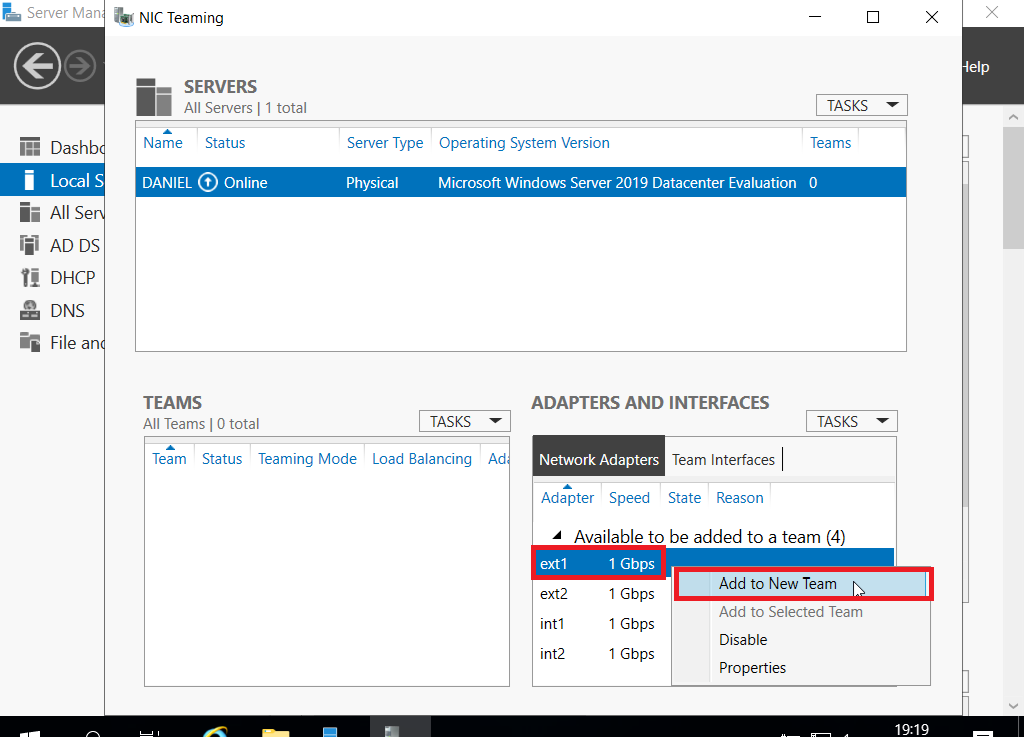 Server Mana
NIC Teaming
Help
SERVERS
All Servers | 1 total
TASKS
Name Status Server Type Operating System Version Teams
DANIEL Online Physical Microsoft Windows Server 2019 Datacenter Evaluation 0
Dashbo
Local S
All Serv
AD DS
DHCP
DNS
File and
TEAMS
All Teams | 0 total
TASKS
Team Status Teaming Mode Load Balancing Ada
ADAPTERS AND INTERFACES
TASKS
Network Adapters Team Interfaces
Adapter Speed State Reason
Available to be added to a team (4)
ext1 1 Gbps
ext2 1 Gbps
int1 1 Gbps
int2 1 Gbps
Add to New Team
Add to Selected Team
Disable
Properties
19:19